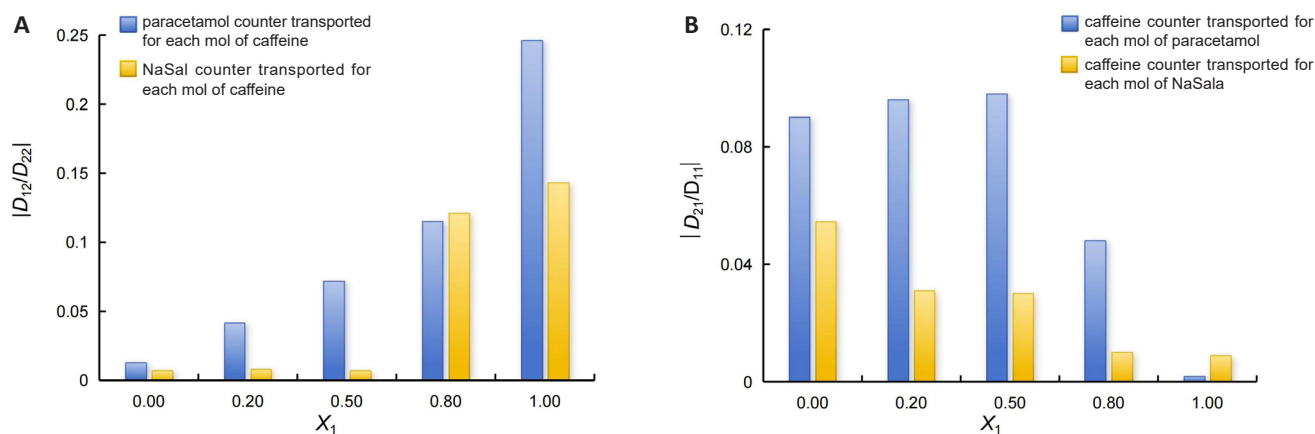 A
paracetamol counter transported
for each mol of caffeine
NaSal counter transported for
each mol of caffeine
0.25
0.2
0.15
0.1
0.05
0
|D12/D22|
0.00 0.20 0.50 0.80 1.00
X1
B
caffeine counter transported for
each mol of paracetamol
caffeine counter transported for
each mol of NaSala
0.12
0.08
0.04
0
|D21/D11|
0.00 0.20 0.50 0.80 1.00
X1